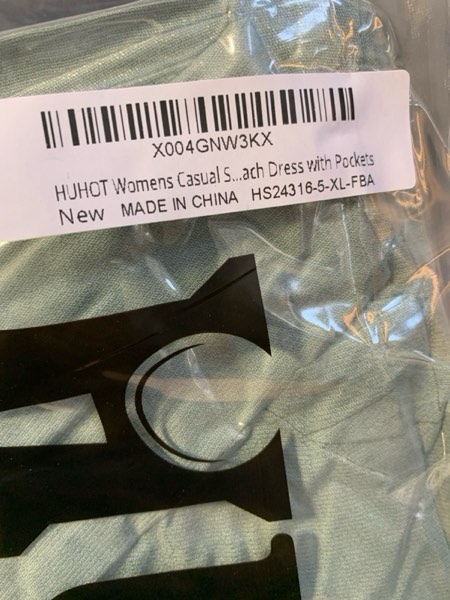 X004GNW3KX
HUHOT Womens Casual S...ach Dress with Pockets
New MADE IN CHINA HS24316-5-XL-FBA